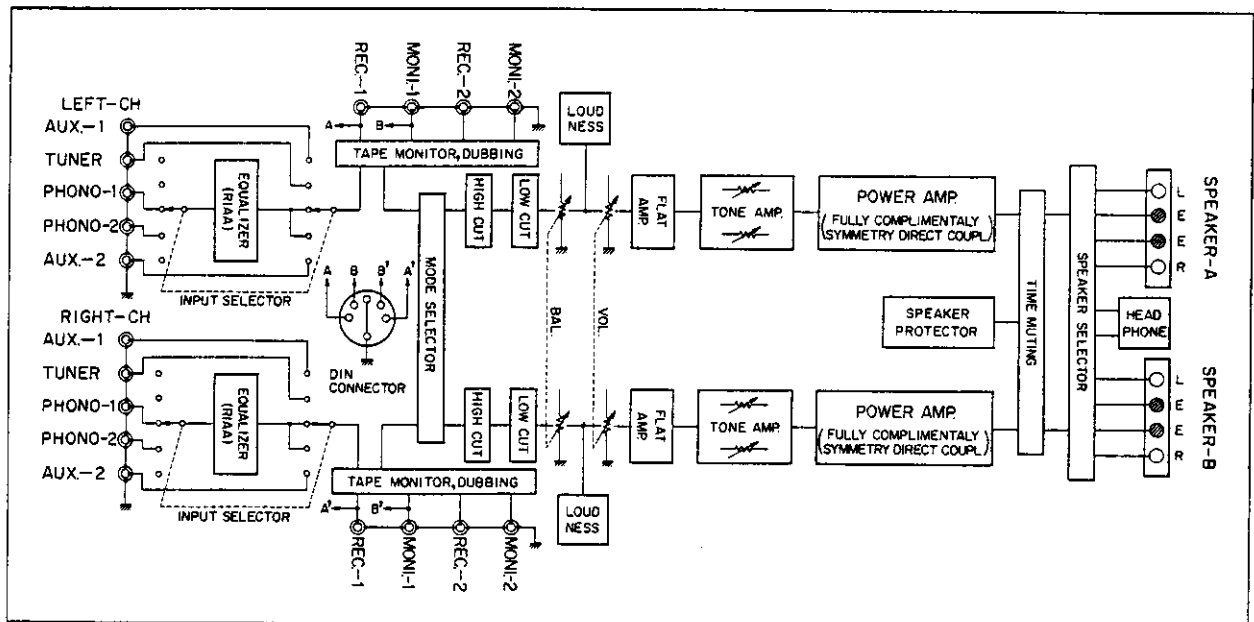 REC.-1
MONI.-1
REC.-2
MONI.-2
LEFT-CH
AUX.-1
TUNER
PHONO-1
PHONO-2
AUX.-2
EQUALIZER
(RIAA)
INPUT SELECTOR
A
B
TAPE MONITOR, DUBBING
LOUD
NESS
HIGH CUT
LOW CUT
FLAT
AMP.
TONE AMP.
POWER AMP.
(FULLY COMPLIMENTALY
SYMMETRY DIRECT COUPL)
A
B
B'
A'
DIN
CONNECTOR
MODE SELECTOR
BAL.
VOL.
SPEAKER
PROTECTOR
TIME MUTING
SPEAKER SELECTOR
L
E
E
R
SPEAKER-A
HEAD
PHONE
L
E
E
R
SPEAKER-B
RIGHT-CH
AUX.-1
TUNER
PHONO-1
PHONO-2
AUX.-2
EQUALIZER
(RIAA)
INPUT SELECTOR
HIGH CUT
LOW CUT
FLAT
AMP.
TONE AMP.
POWER AMP.
(FULLY COMPLIMENTALY
SYMMETRY DIRECT COUPL)
TAPE MONITOR, DUBBING
A'
B'
LOUD
NESS
REC.-1
MONI.-1
REC.-2
MONI.-2